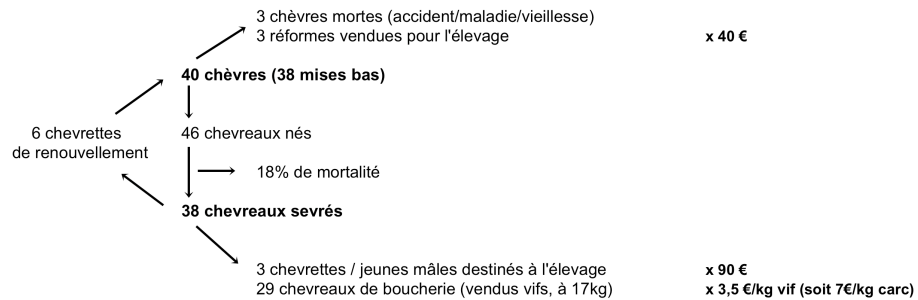 3 chèvres mortes (accident/maladie/vieillesse)
3 réformes vendues pour l'élevage x 40 €
40 chèvres (38 mises bas)
6 chevrettes
de renouvellement
46 chevreaux nés
18% de mortalité
38 chevreaux sevrés
3 chevrettes / jeunes mâles destinés à l'élevage x 90 €
29 chevreaux de boucherie (vendus vifs, à 17kg) x 3,5 €/kg vif (soit 7€/kg carc)